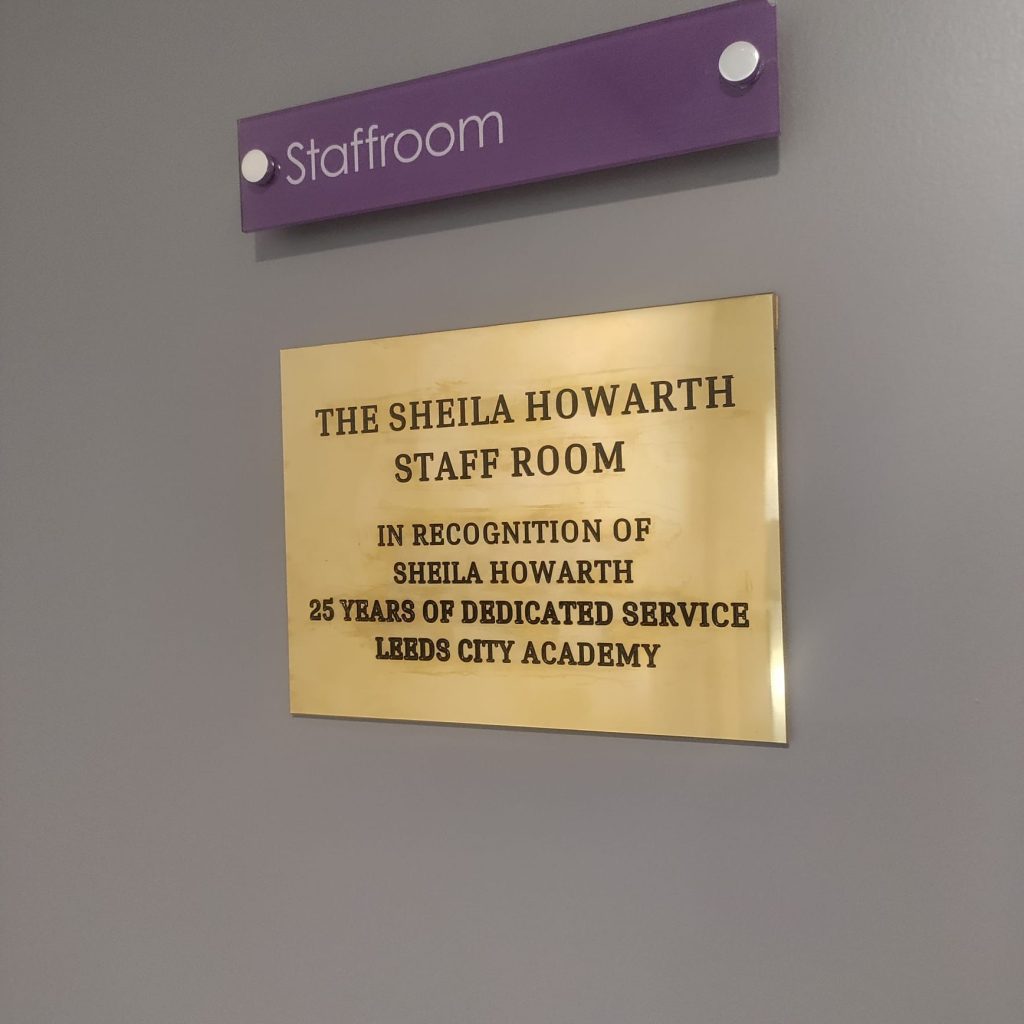 Staffroom
THE SHEILA HOWARTH
STAFF ROOM
IN RECOGNITION OF
SHEILA HOWARTH
25 YEARS OF DEDICATED SERVICE
LEEDS CITY ACADEMY